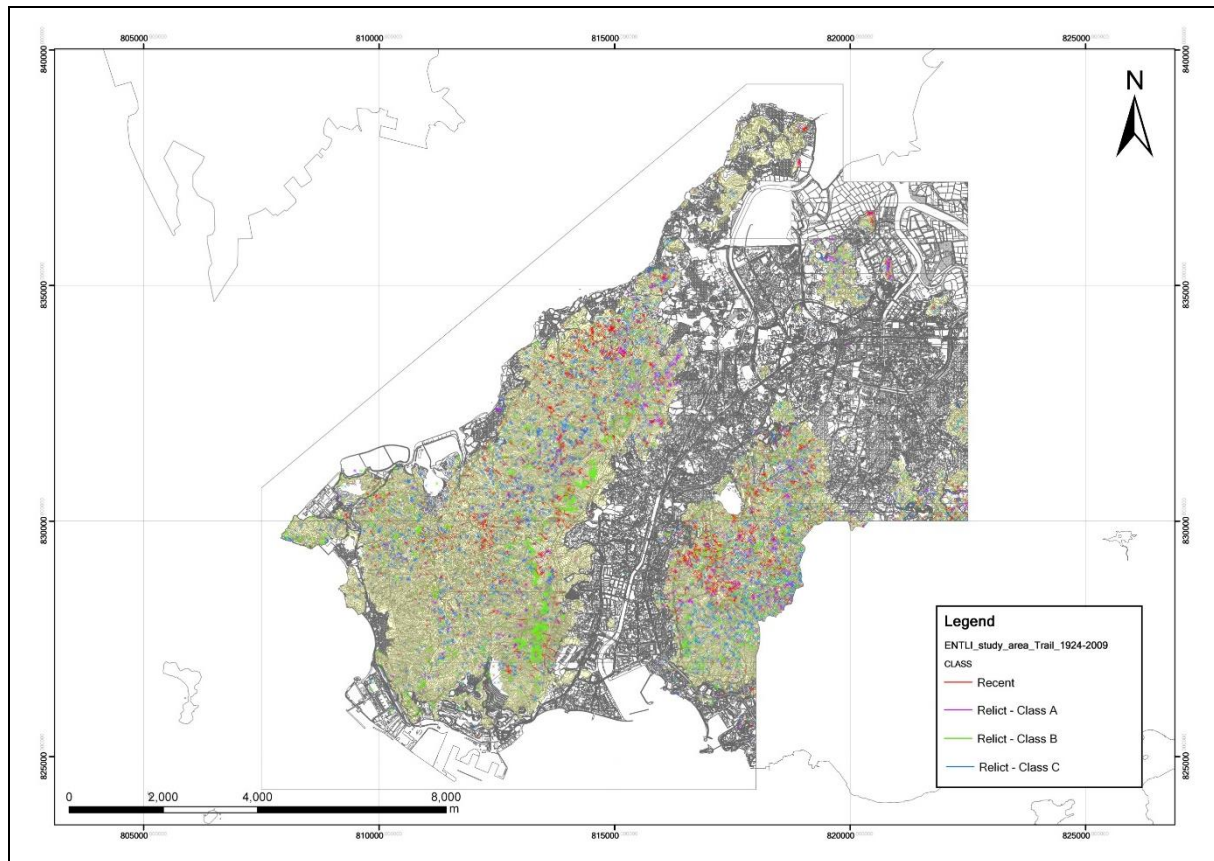 805000 810000 815000 820000 825000
840000 840000
N
835000 835000
830000 830000
Legend
ENTLI_study_area_Trail_1924-2009
CLASS
Recent
Relict - Class A
Relict - Class B
Relict - Class C
825000 825000
0 2,000 4,000 8,000
m
805000 810000 815000 820000 825000